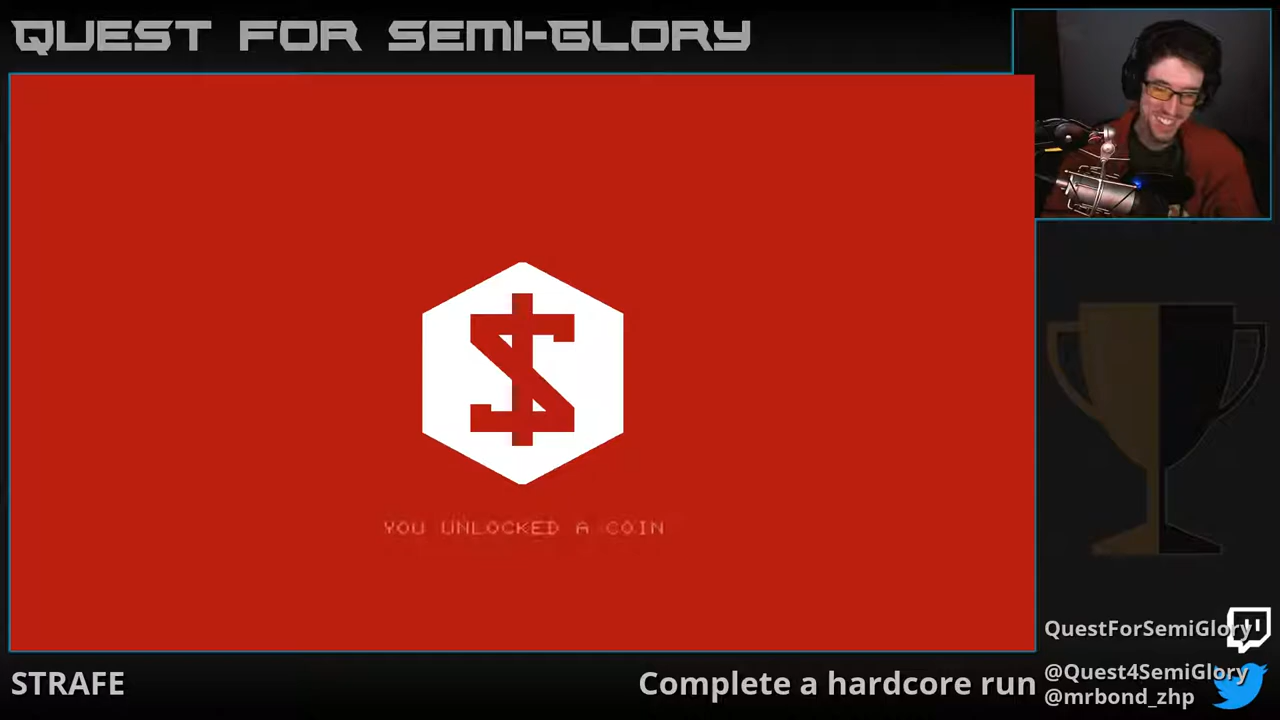 QUEST FOR SEMI-GLORY
$
YOU UNLOCKED A COIN
QuestForSemiGlory
@Quest4SemiGlory
@mrbond_zhp
STRAFE
Complete a hardcore run